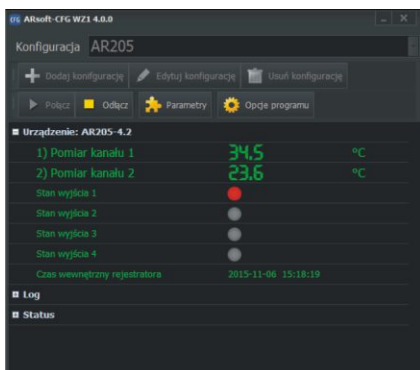 CFG ARsoft-CFG WZ1 4.0.0
Konfiguracja AR205
Dodaj konfigurację Edytuj konfigurację Usuń konfigurację
Połącz Odłącz Parametry Opcje programu
Urządzenie: AR205-4.2
1) Pomiar kanału 1 34.5 °C
2) Pomiar kanału 2 23.6 °C
Stan wyjścia 1
Stan wyjścia 2
Stan wyjścia 3
Stan wyjścia 4
Czas wewnętrzny rejestratora 2015-11-06 15:18:19
Log
Status